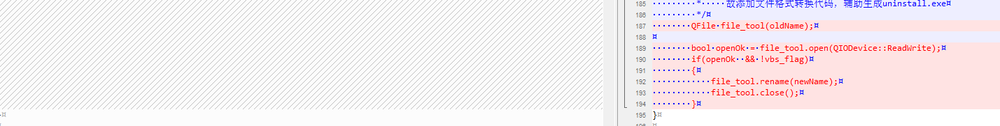 185 * 故添加文件格式转换代码，辅助生成uninstall.exe
186 */
187 QFile file_tool(oldName);
188
189 bool openOk = file_tool.open(QIODevice::ReadWrite);
190 if(openOk  && !vbs_flag)
191 {
192 file_tool.rename(newName);
193 file_tool.close();
194 }
195 }